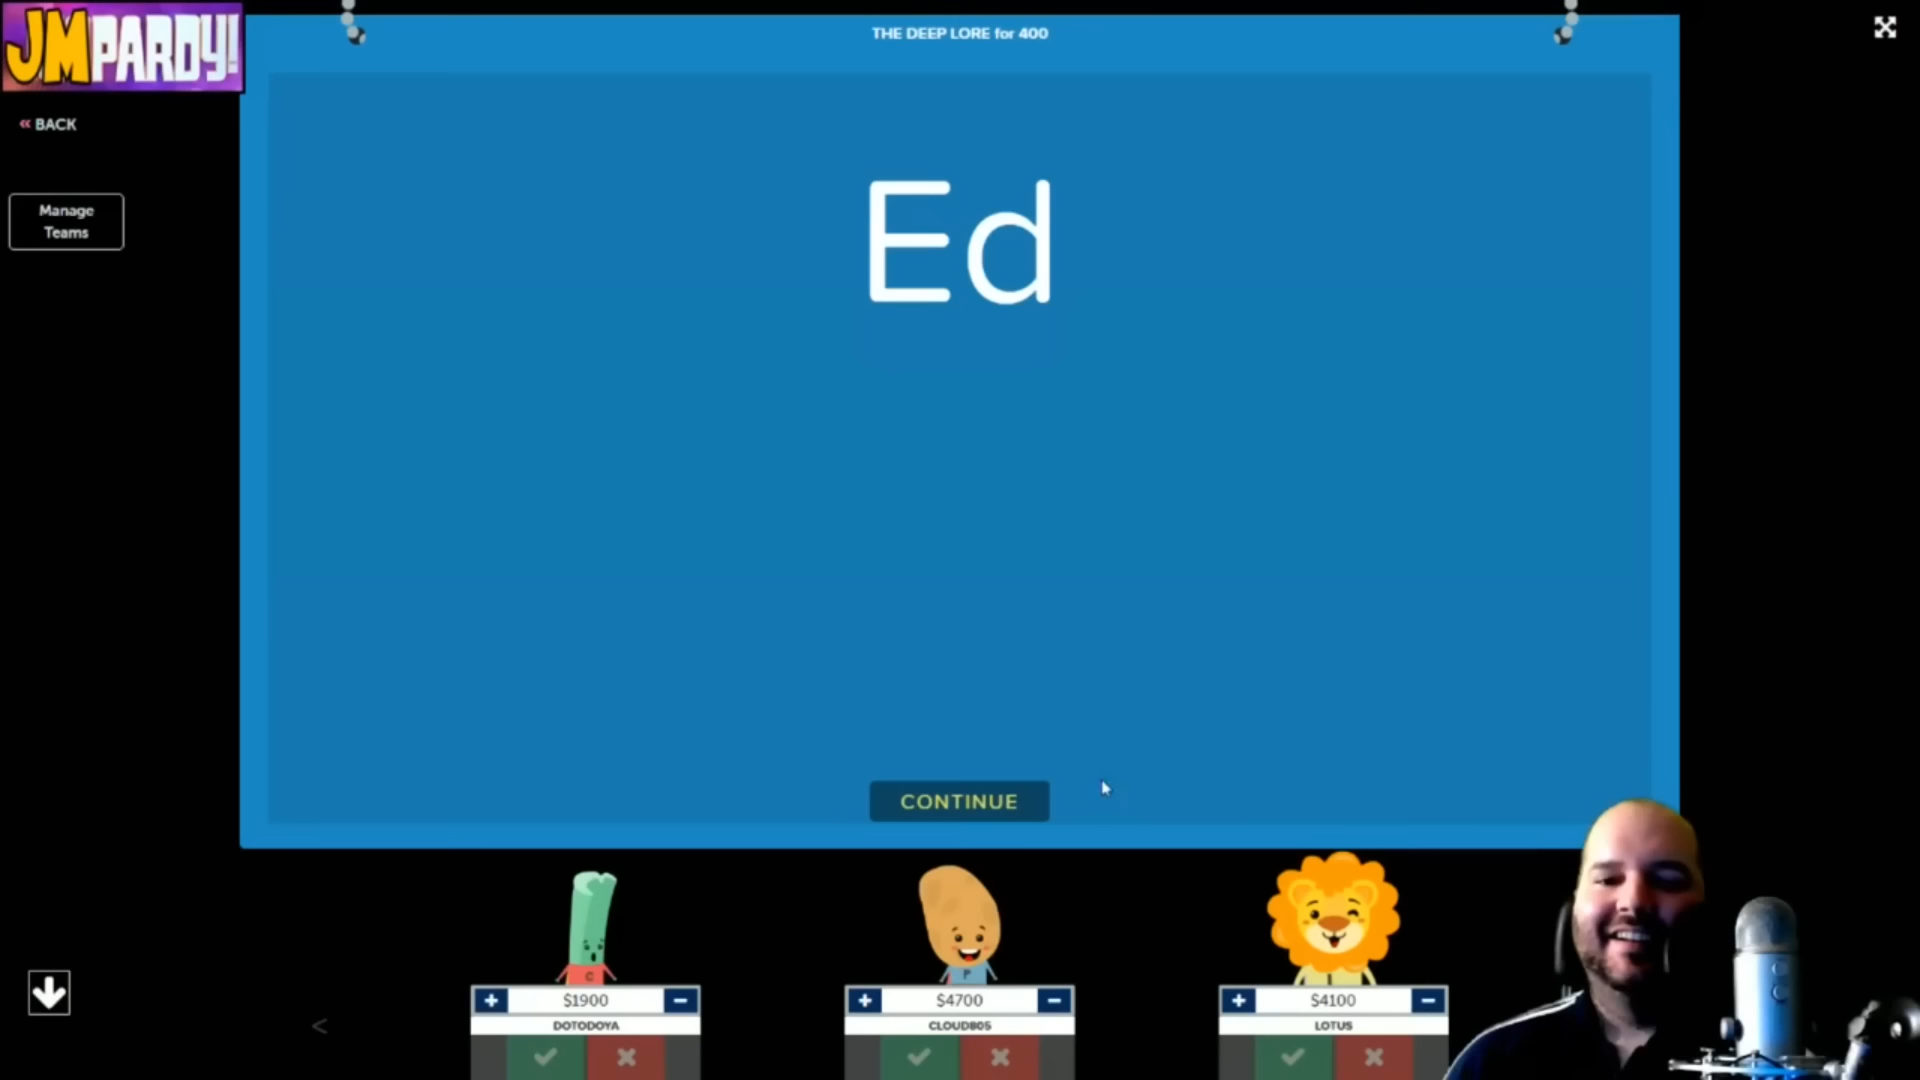 JMPARDY!
THE DEEP LORE for 400
« BACK
Manage
Teams
Ed
CONTINUE
C
P
+ $1900 −
+ $4700 −
+ $4100 −
DOTODOYA
CLOUD805
LOTUS